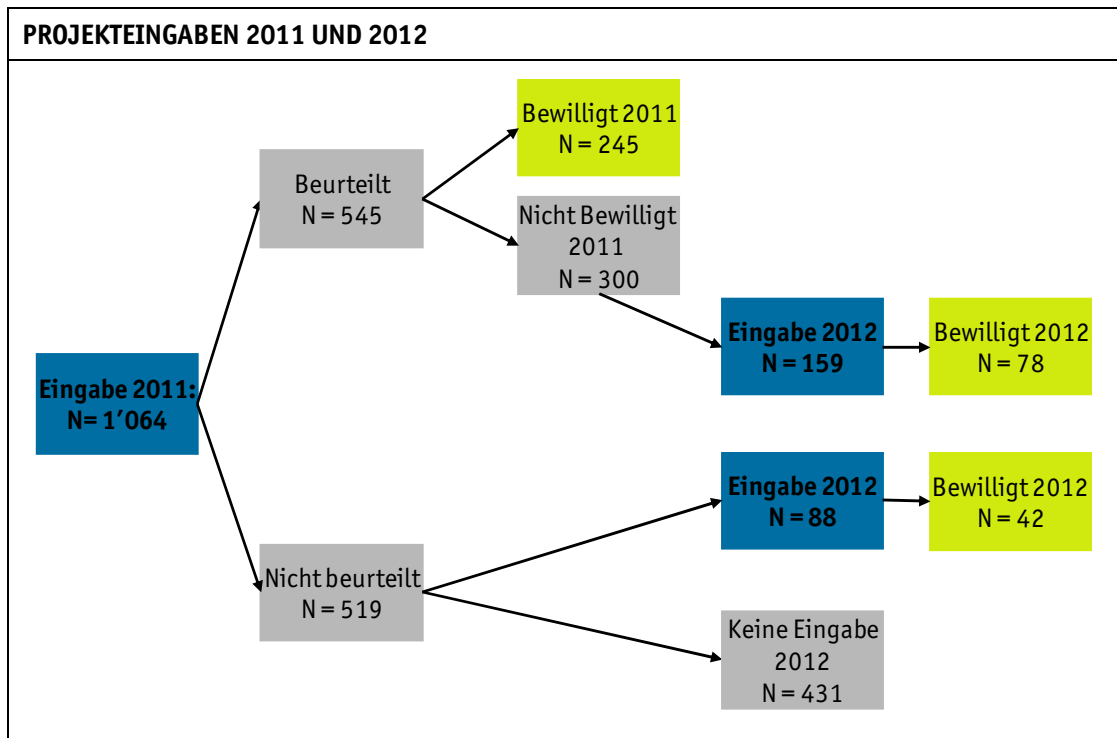 PROJEKTEINGABEN 2011 UND 2012
Bewilligt 2011
N = 245
Beurteilt
N = 545
Nicht Bewilligt
2011
N = 300
Eingabe 2012
N = 159
Bewilligt 2012
N = 78
Eingabe 2011:
N= 1’064
Eingabe 2012
N = 88
Bewilligt 2012
N = 42
Nicht beurteilt
N = 519
Keine Eingabe
2012
N = 431